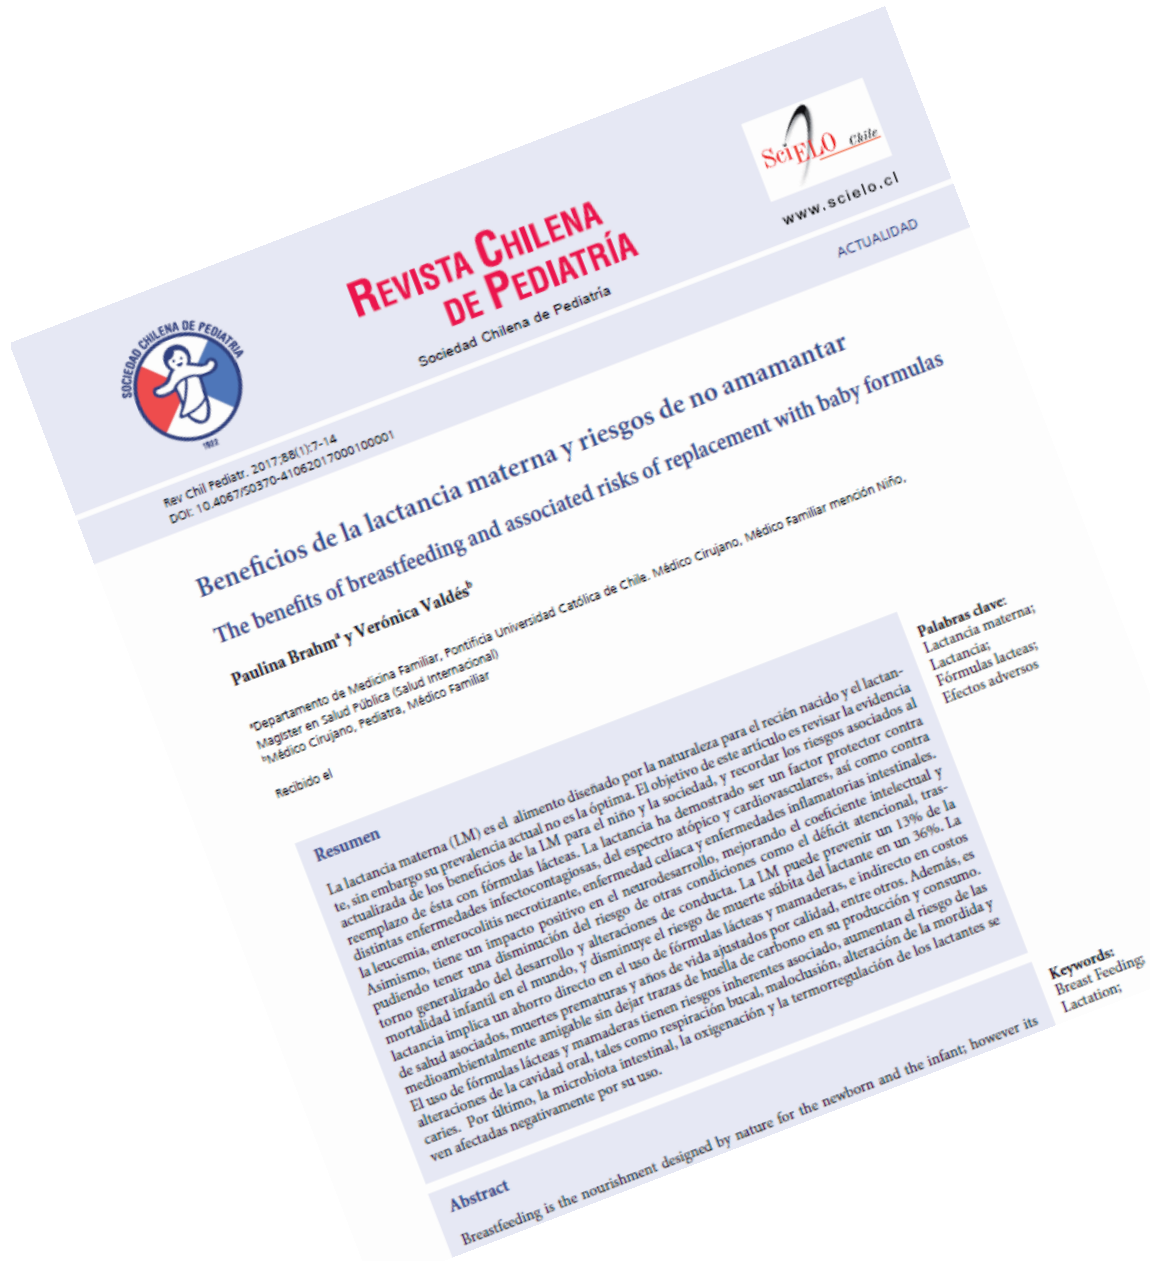 SciELO Chile
www.scielo.cl
REVISTA CHILENA
DE PEDIATRÍA
Sociedad Chilena de Pediatría
ACTUALIDAD
SOCIEDAD CHILENA DE PEDIATRIA
1922
Rev Chil Pediatr. 2017;88(1):7-14
DOI: 10.4067/S0370-41062017000100001
Beneficios de la lactancia materna y riesgos de no amamantar
The benefits of breastfeeding and associated risks of replacement with baby formulas
Paulina Brahmª y Verónica Valdésᵇ
ªDepartamento de Medicina Familiar, Pontificia Universidad Católica de Chile. Médico Cirujano, Médico Familiar mención Niño,
Magíster en Salud Pública (Salud Internacional)
ᵇMédico Cirujano, Pediatra, Médico Familiar
Recibido el
Palabras clave:
Lactancia materna;
Lactancia;
Fórmulas lacteas;
Efectos adversos
Resumen
La lactancia materna (LM) es el alimento diseñado por la naturaleza para el recién nacido y el lactan-
te, sin embargo su prevalencia actual no es la óptima. El objetivo de este artículo es revisar la evidencia
actualizada de los beneficios de la LM para el niño y la sociedad, y recordar los riesgos asociados al
reemplazo de ésta con fórmulas lácteas. La lactancia ha demostrado ser un factor protector contra
distintas enfermedades infectocontagiosas, del espectro atópico y cardiovasculares, así como contra
la leucemia, enterocolitis necrotizante, enfermedad celíaca y enfermedades inflamatorias intestinales.
Asimismo, tiene un impacto positivo en el neurodesarrollo, mejorando el coeficiente intelectual y
pudiendo tener una disminución del riesgo de otras condiciones como el déficit atencional, tras-
torno generalizado del desarrollo y alteraciones de conducta. La LM puede prevenir un 13% de la
mortalidad infantil en el mundo, y disminuye el riesgo de muerte súbita del lactante en un 36%. La
lactancia implica un ahorro directo en el uso de fórmulas lácteas y mamaderas, e indirecto en costos
de salud asociados, muertes prematuras y años de vida ajustados por calidad, entre otros. Además, es
medioambientalmente amigable sin dejar trazas de huella de carbono en su producción y consumo.
El uso de fórmulas lácteas y mamaderas tienen riesgos inherentes asociado, aumentan el riesgo de las
alteraciones de la cavidad oral, tales como respiración bucal, maloclusión, alteración de la mordida y
caries. Por último, la microbiota intestinal, la oxigenación y la termorregulación de los lactantes se
ven afectadas negativamente por su uso.
Keywords:
Breast Feeding;
Lactation;
Abstract
Breastfeeding is the nourishment designed by nature for the newborn and the infant; however its